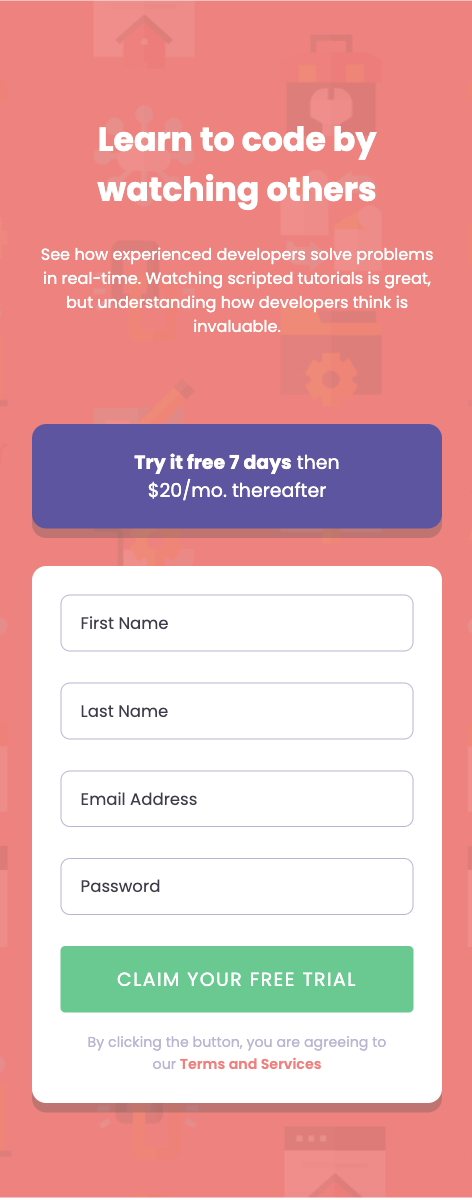 Learn to code by
watching others
See how experienced developers solve problems
in real-time. Watching scripted tutorials is great,
but understanding how developers think is
invaluable.
Try it free 7 days then
$20/mo. thereafter
First Name
Last Name
Email Address
Password
CLAIM YOUR FREE TRIAL
By clicking the button, you are agreeing to
our Terms and Services